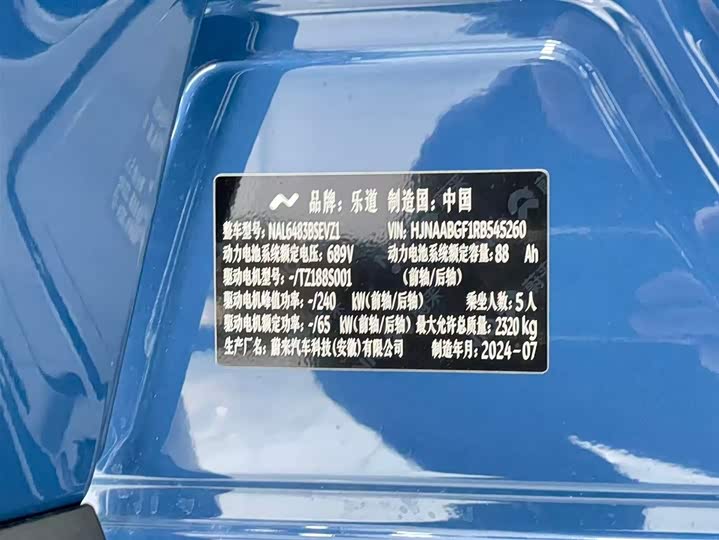 品牌：乐道 制造国：中国
整车型号：NAL6483BSEVZ1 VIN: HJNAABGF1RB545260
动力电池系统额定电压：689V 动力电池系统额定容量：88 Ah
驱动电机型号：-/TZ188S001 （前轴/后轴）
驱动电机峰值功率：-/240 kW(前轴/后轴) 乘坐人数：5人
驱动电机额定功率：-/65 kW(前轴/后轴) 最大允许总质量：2320kg
生产厂名：蔚来汽车科技(安徽)有限公司 制造年月：2024-07